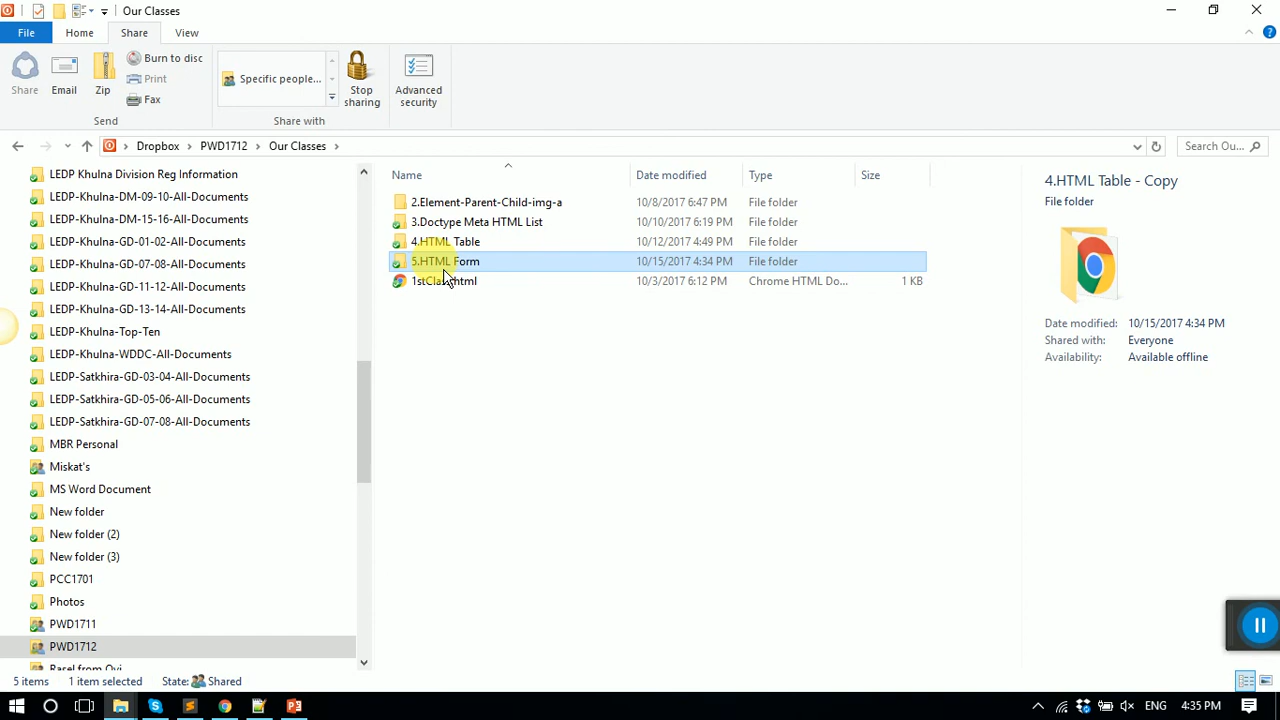 Our Classes
File Home Share View
Share
Email
Zip
Burn to disc
Print
Fax
Send
Specific people...
Stop sharing
Share with
Advanced security
Dropbox PWD1712 Our Classes
Search Ou...
LEDP Khulna Division Reg Information
LEDP-Khulna-DM-09-10-All-Documents
LEDP-Khulna-DM-15-16-All-Documents
LEDP-Khulna-GD-01-02-All-Documents
LEDP-Khulna-GD-07-08-All-Documents
LEDP-Khulna-GD-11-12-All-Documents
LEDP-Khulna-GD-13-14-All-Documents
LEDP-Khulna-Top-Ten
LEDP-Khulna-WDDC-All-Documents
LEDP-Satkhira-GD-03-04-All-Documents
LEDP-Satkhira-GD-05-06-All-Documents
LEDP-Satkhira-GD-07-08-All-Documents
MBR Personal
Miskat's
MS Word Document
New folder
New folder (2)
New folder (3)
PCC1701
Photos
PWD1711
PWD1712
Name Date modified Type Size
2.Element-Parent-Child-img-a 10/8/2017 6:47 PM File folder
3.Doctype Meta HTML List 10/10/2017 6:19 PM File folder
4.HTML Table 10/12/2017 4:49 PM File folder
5.HTML Form 10/15/2017 4:34 PM File folder
10/3/2017 6:12 PM Chrome HTML Do... 1 KB
4.HTML Table - Copy
File folder
Date modified: 10/15/2017 4:34 PM
Shared with: Everyone
Availability: Available offline
5 items 1 item selected State: Shared
ENG 4:35 PM